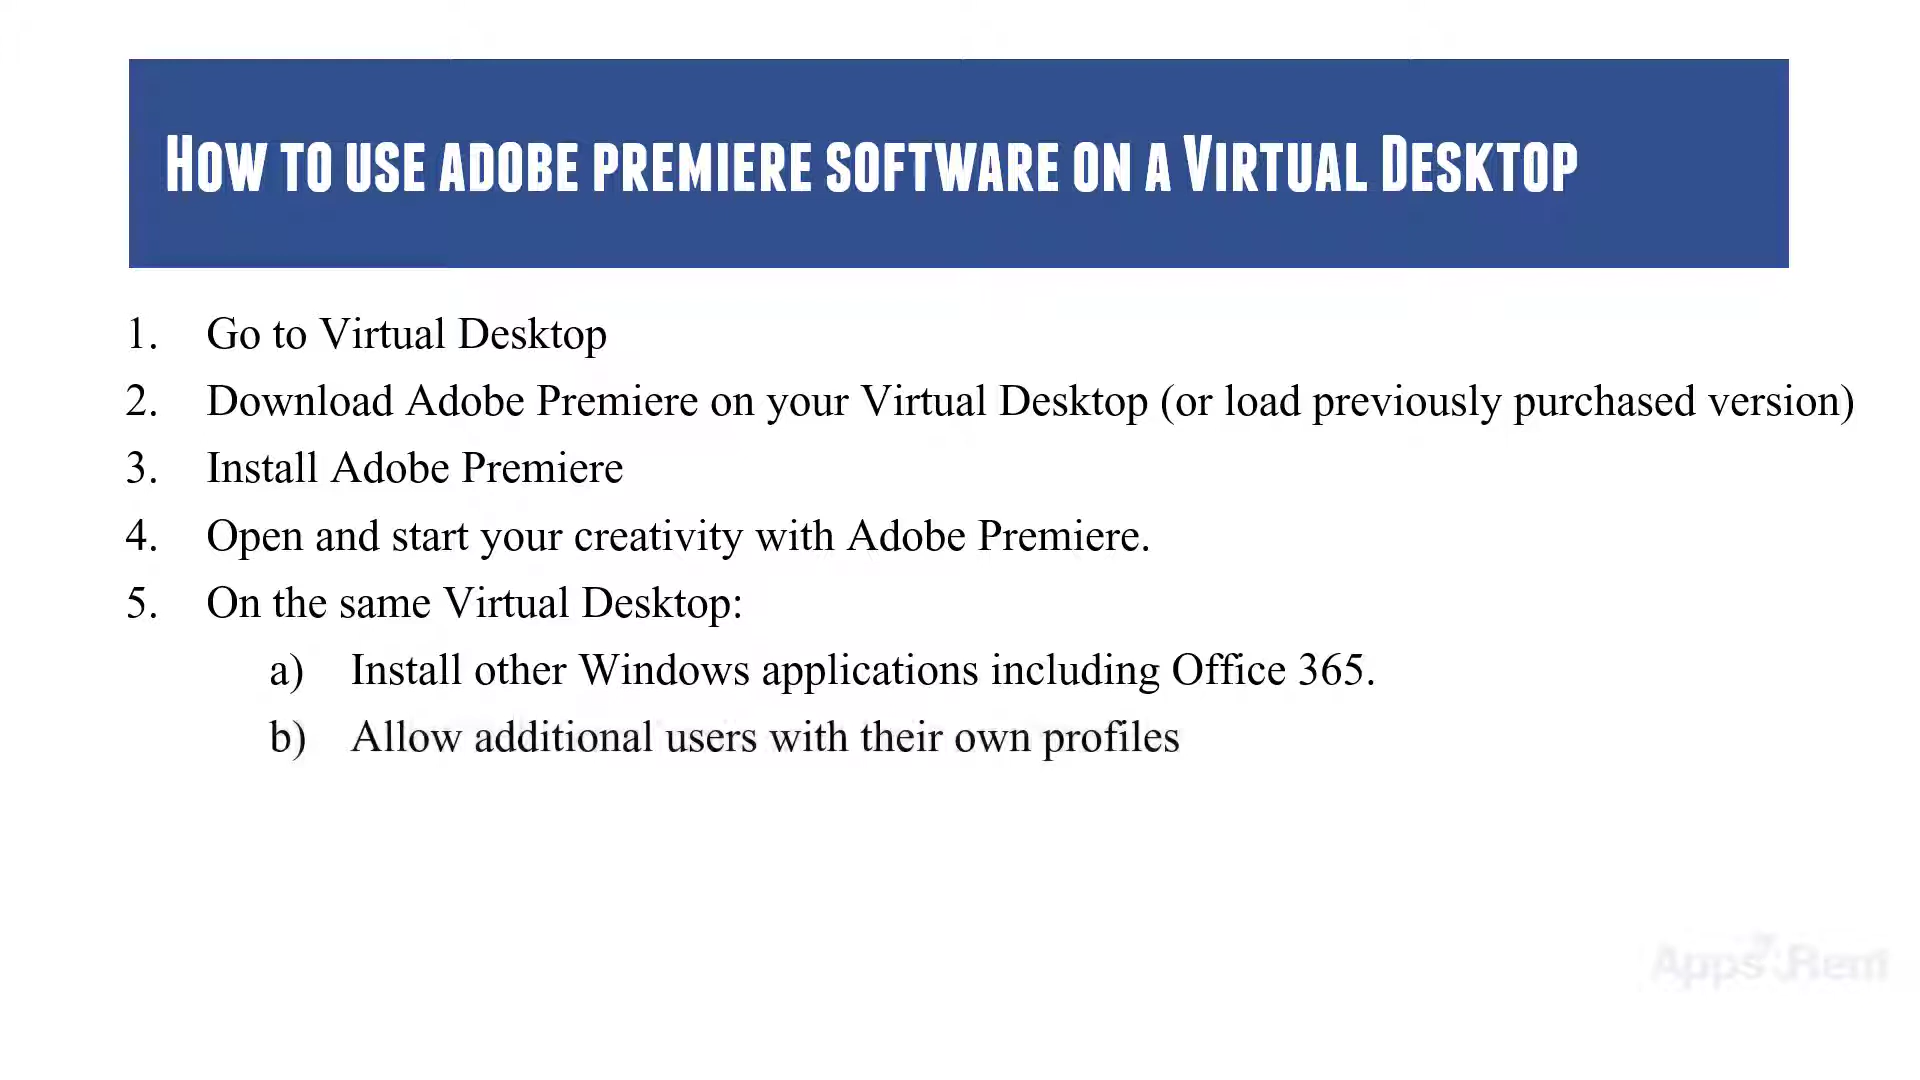 How to use adobe premiere software on a Virtual Desktop
1. Go to Virtual Desktop
2. Download Adobe Premiere on your Virtual Desktop (or load previously purchased version)
3. Install Adobe Premiere
4. Open and start your creativity with Adobe Premiere.
5. On the same Virtual Desktop:
a) Install other Windows applications including Office 365.
b) Allow additional users with their own profiles
Apps